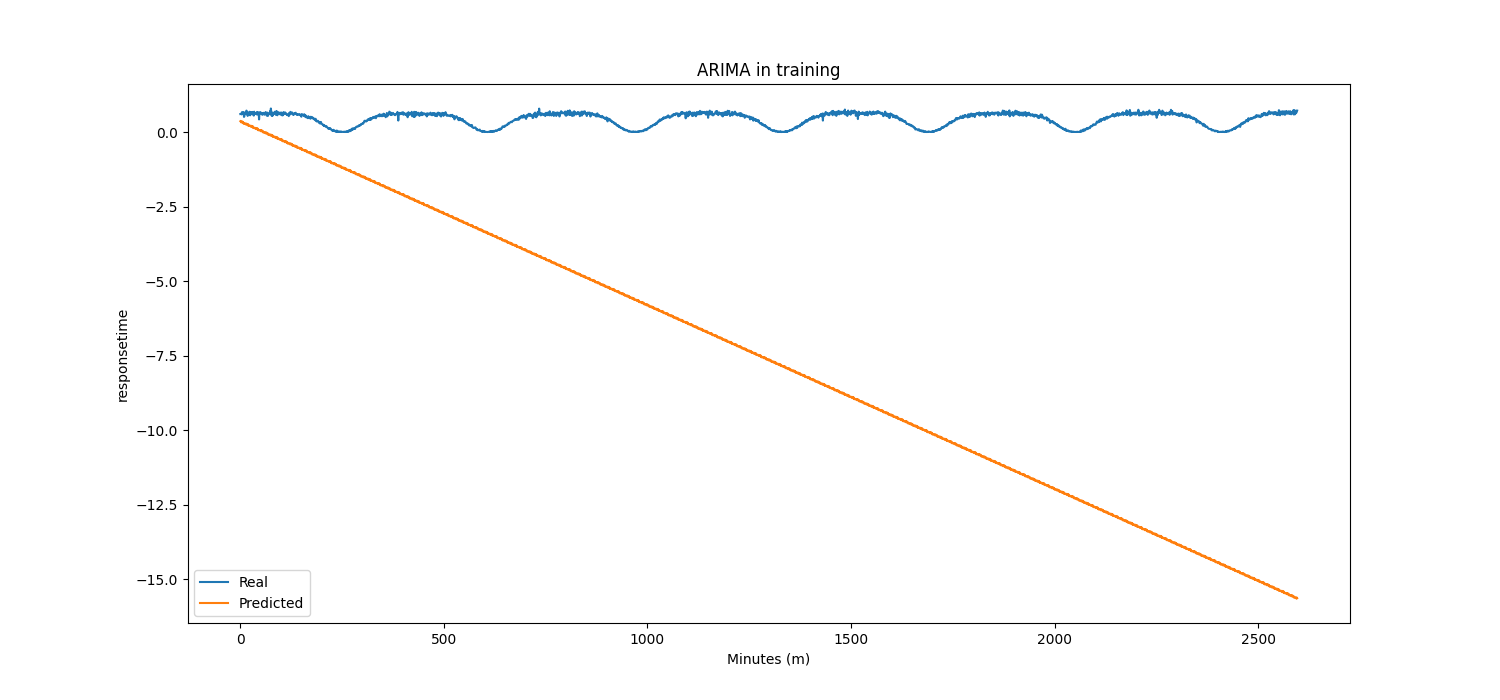 ARIMA in training
responsetime
0.0
−2.5
−5.0
−7.5
−10.0
−12.5
−15.0
Real
Predicted
0 500 1000 1500 2000 2500
Minutes (m)